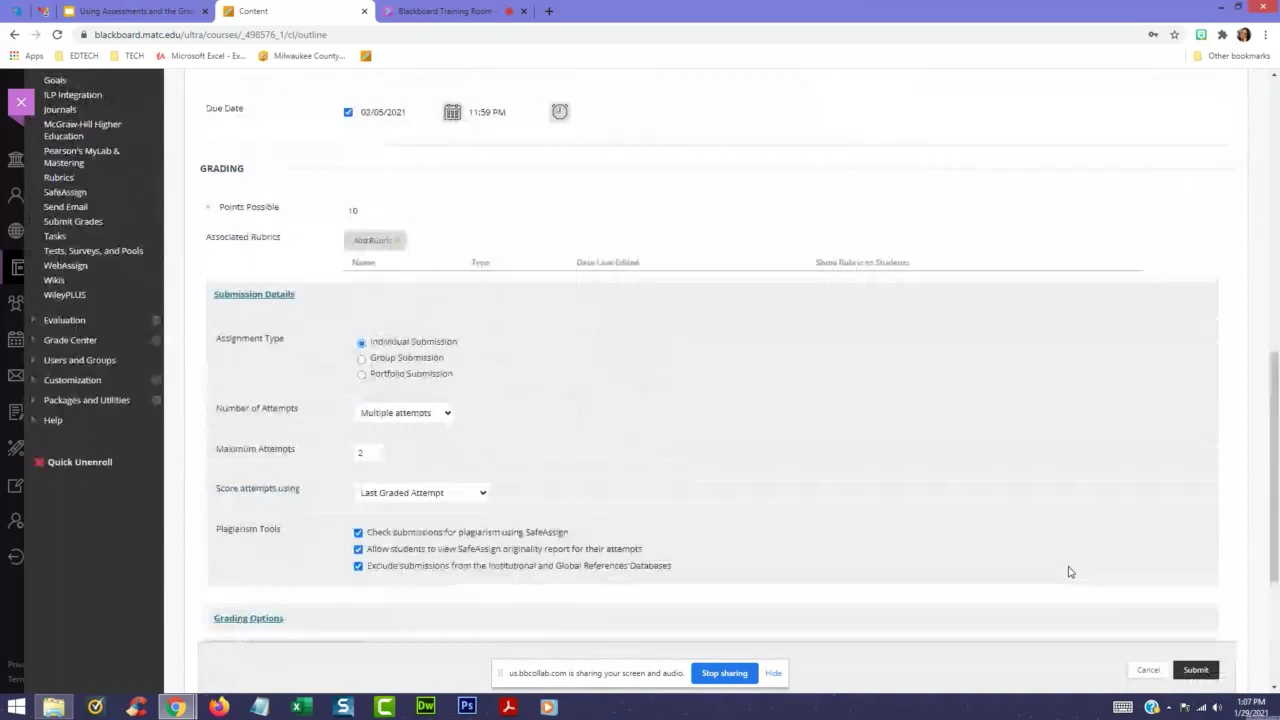 Using Assessments and the Gra
Content
Blackboard Training Room -
blackboard.matc.edu/ultra/courses/_498576_1/cl/outline
Apps
EDTECH
TECH
Microsoft Excel - Ex...
Milwaukee County...
Other bookmarks
Goals
ILP Integration
Journals
McGraw-Hill Higher
Education
Pearson's MyLab &
Mastering
Rubrics
SafeAssign
Send Email
Submit Grades
Tasks
Tests, Surveys, and Pools
WebAssign
Wikis
WileyPLUS
Evaluation
Grade Center
Users and Groups
Customization
Packages and Utilities
Help
Quick Unenroll
Priv
Tern
Due Date
02/05/2021
11:59 PM
GRADING
* Points Possible
10
Associated Rubrics
Add Rubric
Name
Type
Date Last Edited
Show Rubric to Students
Submission Details
Assignment Type
Individual Submission
Group Submission
Portfolio Submission
Number of Attempts
Multiple attempts
Maximum Attempts
2
Score attempts using
Last Graded Attempt
Plagiarism Tools
Check submissions for plagiarism using SafeAssign
Allow students to view SafeAssign originality report for their attempts
Exclude submissions from the Institutional and Global References Databases
Grading Options
us.bbcollab.com is sharing your screen and audio.
Stop sharing
Hide
Cancel
Submit
Dw
Ps
1:07 PM
1/29/2021